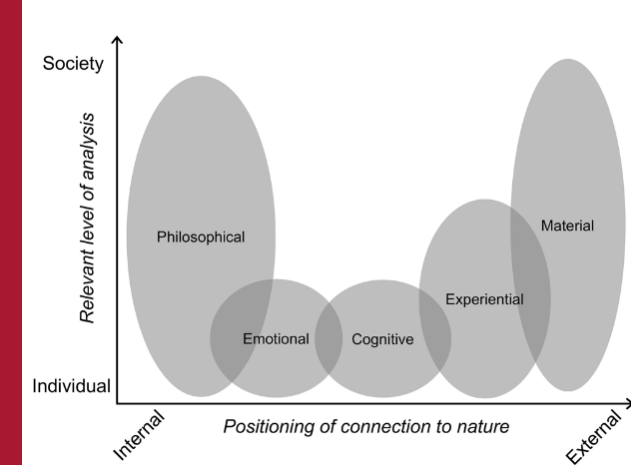 Society
Relevant level of analysis
Philosophical
Material
Experiential
Emotional
Cognitive
Individual
Internal
Positioning of connection to nature
External